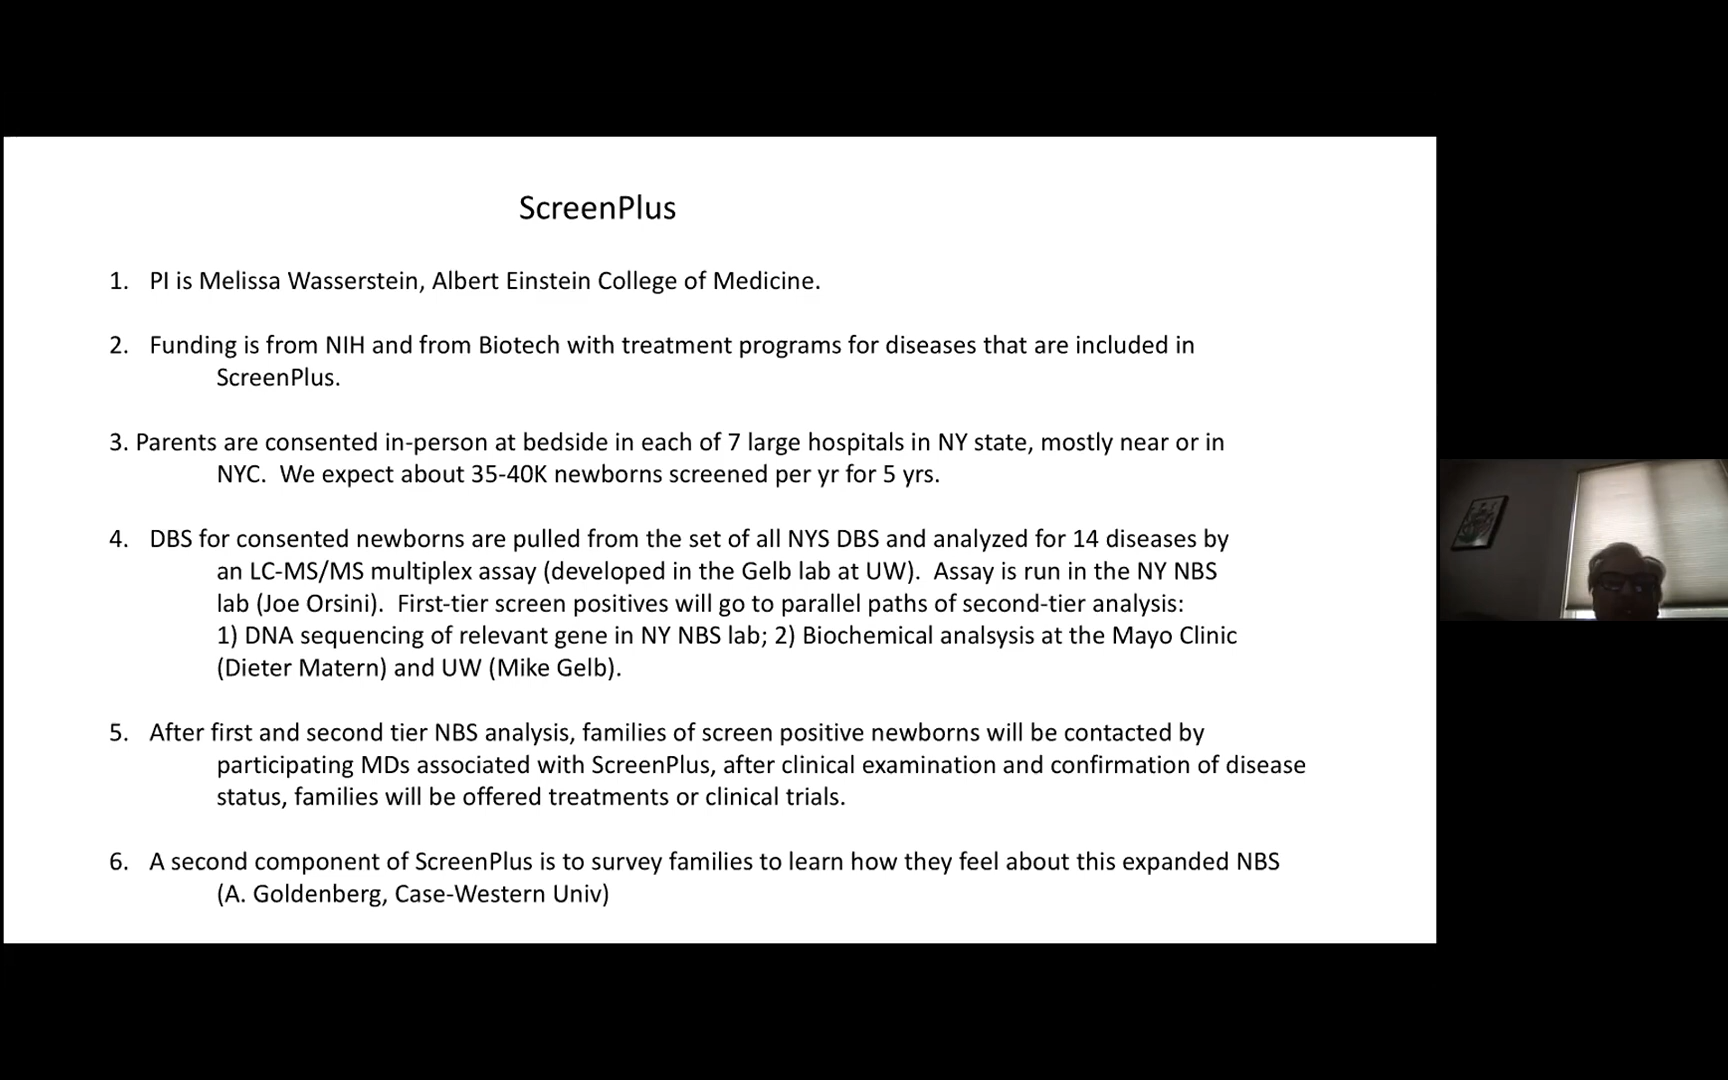 ScreenPlus
1. PI is Melissa Wasserstein, Albert Einstein College of Medicine.
2. Funding is from NIH and from Biotech with treatment programs for diseases that are included in
ScreenPlus.
3. Parents are consented in-person at bedside in each of 7 large hospitals in NY state, mostly near or in
NYC. We expect about 35-40K newborns screened per yr for 5 yrs.
4. DBS for consented newborns are pulled from the set of all NYS DBS and analyzed for 14 diseases by
an LC-MS/MS multiplex assay (developed in the Gelb lab at UW). Assay is run in the NY NBS
lab (Joe Orsini). First-tier screen positives will go to parallel paths of second-tier analysis:
1) DNA sequencing of relevant gene in NY NBS lab; 2) Biochemical analsysis at the Mayo Clinic
(Dieter Matern) and UW (Mike Gelb).
5. After first and second tier NBS analysis, families of screen positive newborns will be contacted by
participating MDs associated with ScreenPlus, after clinical examination and confirmation of disease
status, families will be offered treatments or clinical trials.
6. A second component of ScreenPlus is to survey families to learn how they feel about this expanded NBS
(A. Goldenberg, Case-Western Univ)